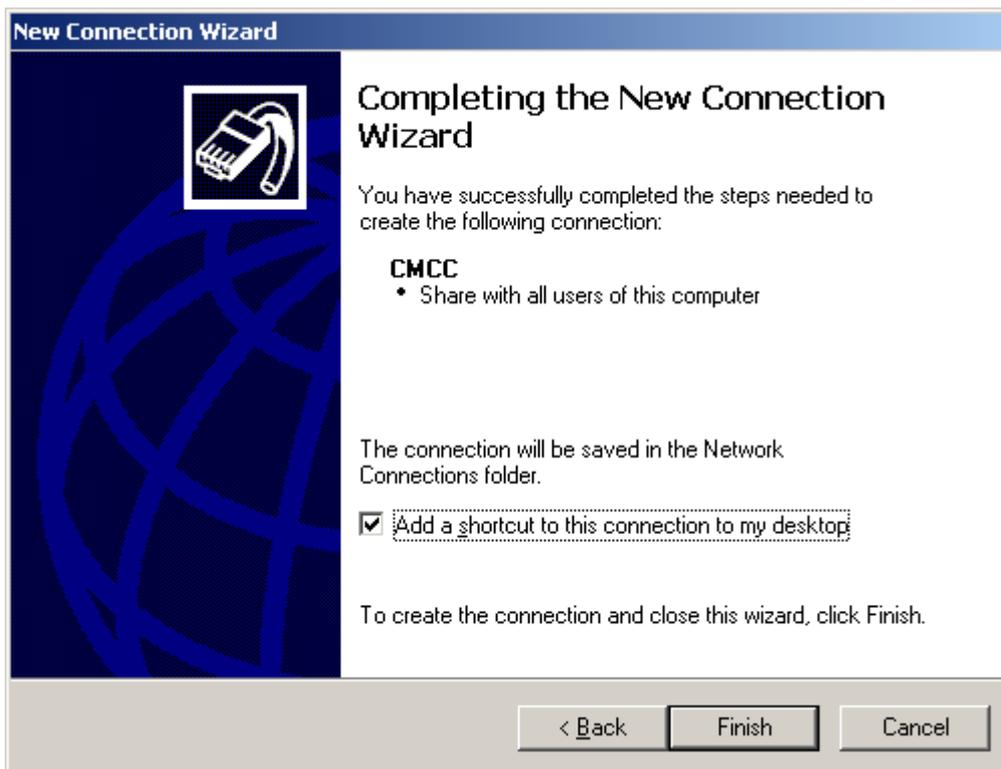 New Connection Wizard
Completing the New Connection
Wizard
You have successfully completed the steps needed to
create the following connection:
CMCC
• Share with all users of this computer
The connection will be saved in the Network
Connections folder.
Add a shortcut to this connection to my desktop
To create the connection and close this wizard, click Finish.
< Back Finish Cancel